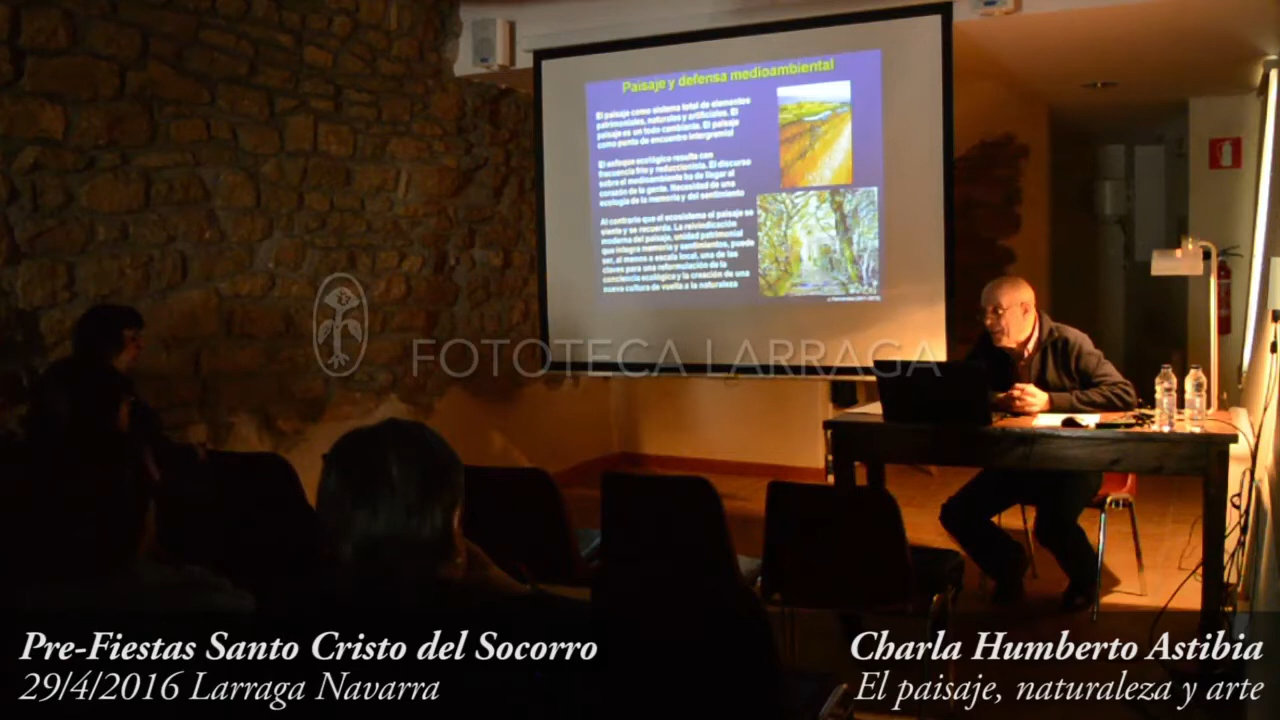 Paisaje y defensa medioambiental
El paisaje como sistema total de elementos
patrimoniales, naturales y artificiales. El
paisaje es un todo cambiante. El paisaje
como punto de encuentro intergremial
El enfoque ecológico resulta con
frecuencia frío y reduccionista. El discurso
sobre el medioambiente ha de llegar al
corazón de la gente. Necesidad de una
ecología de la memoria y del sentimiento
Al contrario que el ecosistema el paisaje se
siente y se recuerda. La reivindicación
moderna del paisaje, unidad patrimonial
que integra memoria y sentimientos, puede
ser, al menos a escala local, una de las
claves para una reformulación de la
conciencia ecológica y la creación de una
nueva cultura de vuelta a la naturaleza
FOTOTECA LARRAGA
Pre-Fiestas Santo Cristo del Socorro
29/4/2016 Larraga Navarra
Charla Humberto Astibia
El paisaje, naturaleza y arte